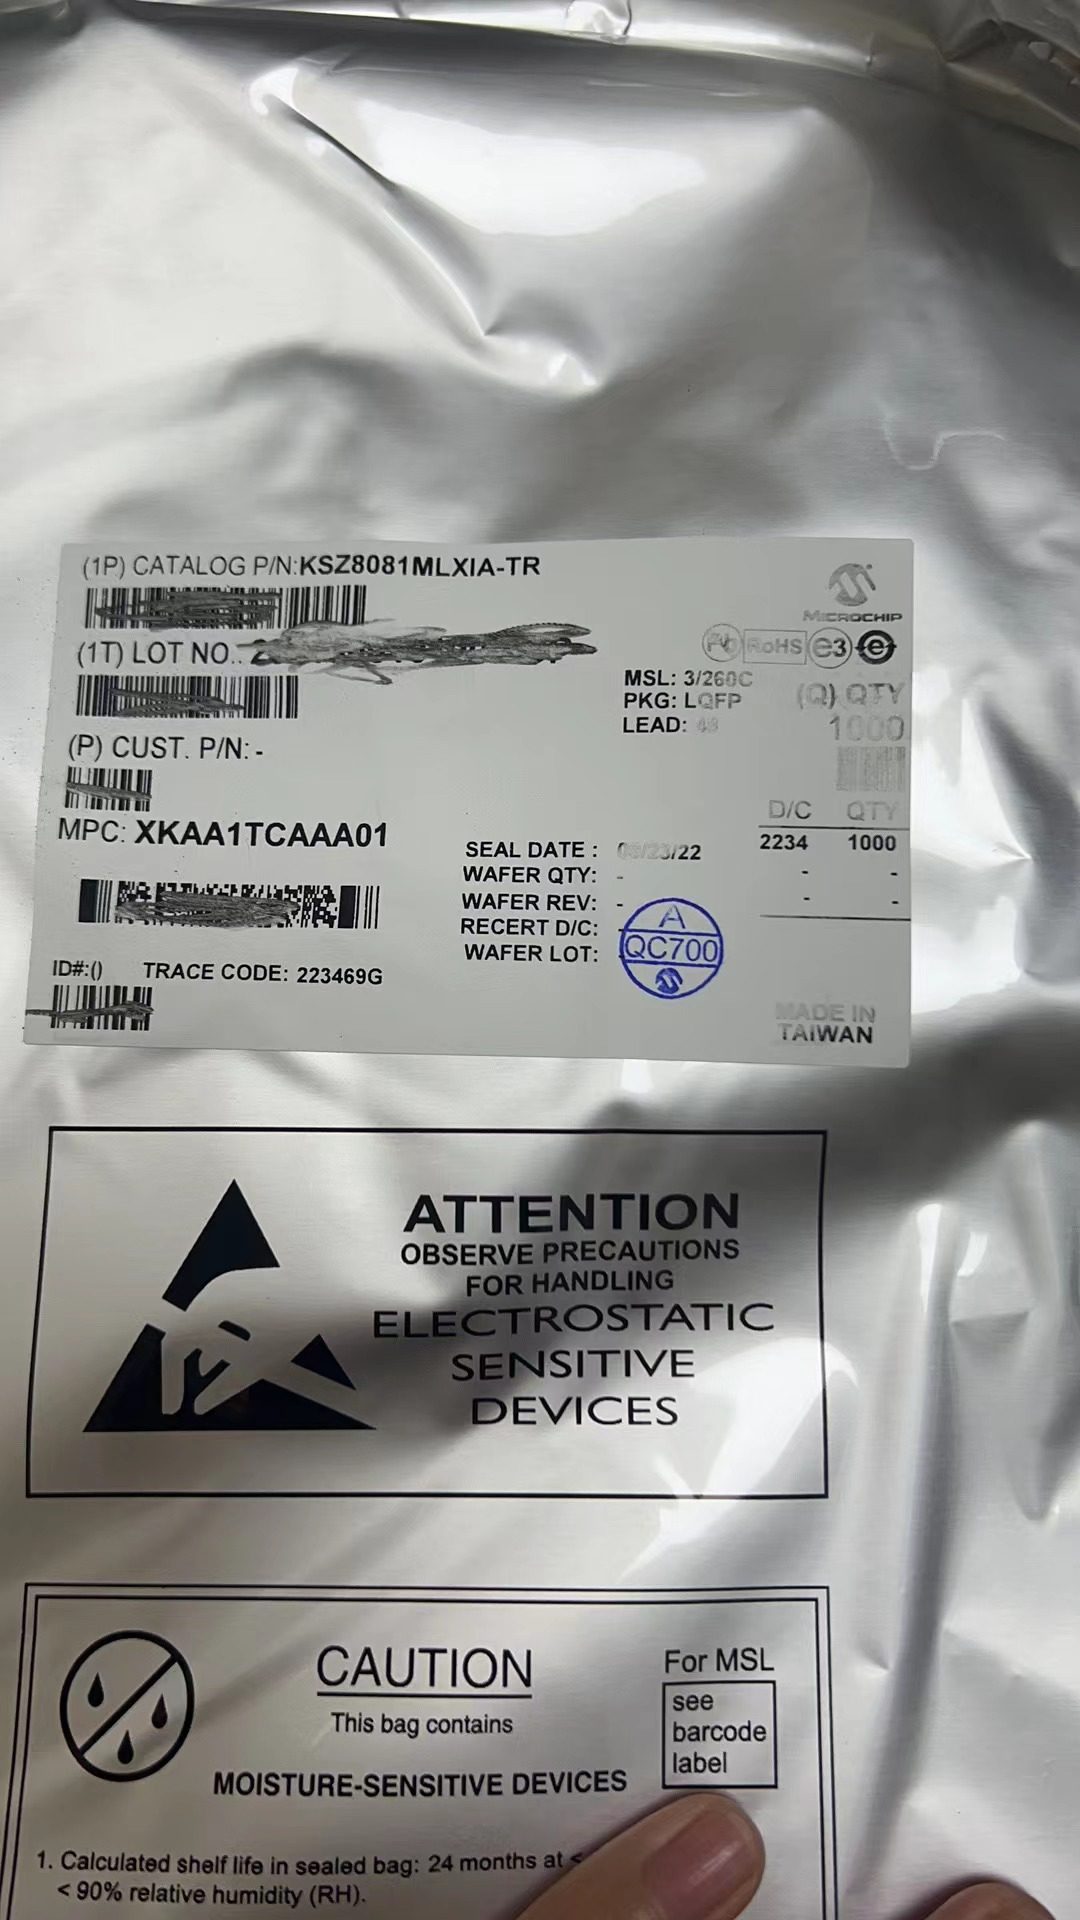 (1P) CATALOG P/N:KSZ8081MLXIA-TR
MICROCHIP
(1T) LOT NO..
RoHS e3 e
MSL: 3/260C
PKG: LQFP
LEAD: 48
(Q) QTY
1000
(P) CUST. P/N: -
MPC: XKAA1TCAAA01
D/C QTY
2234 1000
- -
- -
SEAL DATE : /23/22
WAFER QTY: -
WAFER REV: -
RECERT D/C: -
WAFER LOT:
A
QC700
ID#:() TRACE CODE: 223469G
MADE IN
TAIWAN
ATTENTION
OBSERVE PRECAUTIONS
FOR HANDLING
ELECTROSTATIC
SENSITIVE
DEVICES
CAUTION
This bag contains
MOISTURE-SENSITIVE DEVICES
For MSL
see
barcode
label
1. Calculated shelf life in sealed bag: 24 months at <
< 90% relative humidity (RH).